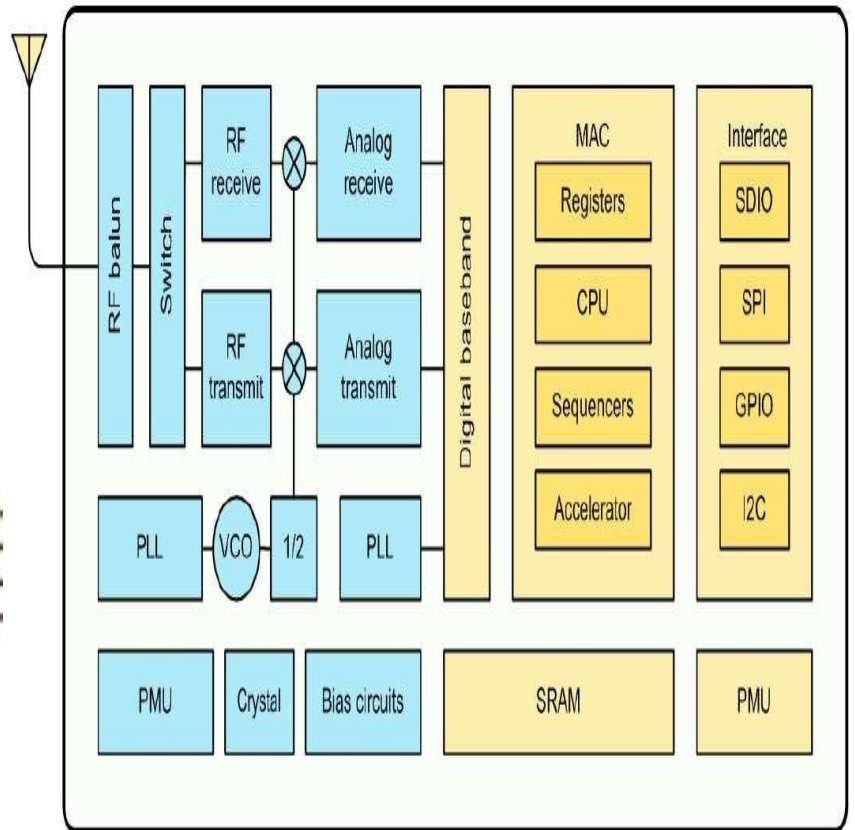 RF balun
Switch
RF
receive
Analog
receive
RF
transmit
Analog
transmit
PLL
VCO
1/2
PLL
Digital baseband
MAC
Registers
CPU
Sequencers
Accelerator
Interface
SDIO
SPI
GPIO
I2C
PMU
Crystal
Bias circuits
SRAM
PMU